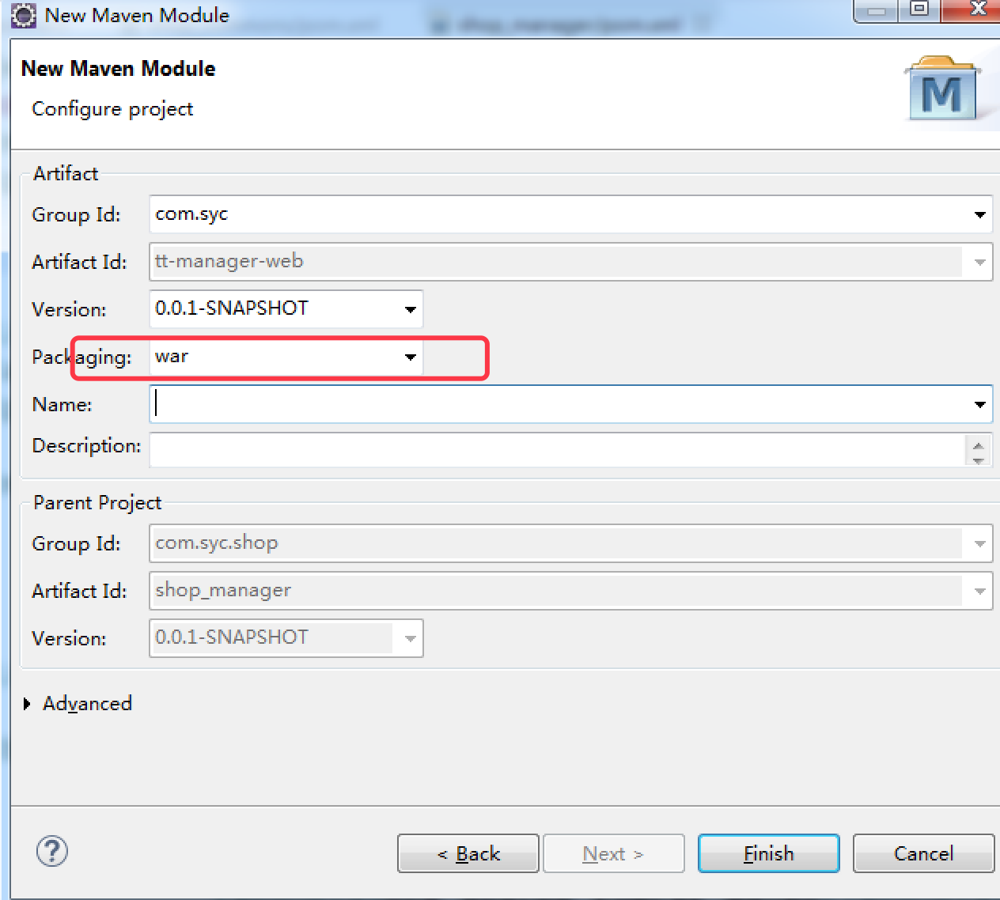 New Maven Module
New Maven Module
Configure project
M
Artifact
Group Id: com.syc
Artifact Id: tt-manager-web
Version: 0.0.1-SNAPSHOT
Packaging: war
Name:
Description:
Parent Project
Group Id: com.syc.shop
Artifact Id: shop_manager
Version: 0.0.1-SNAPSHOT
Advanced
? < Back Next > Finish Cancel